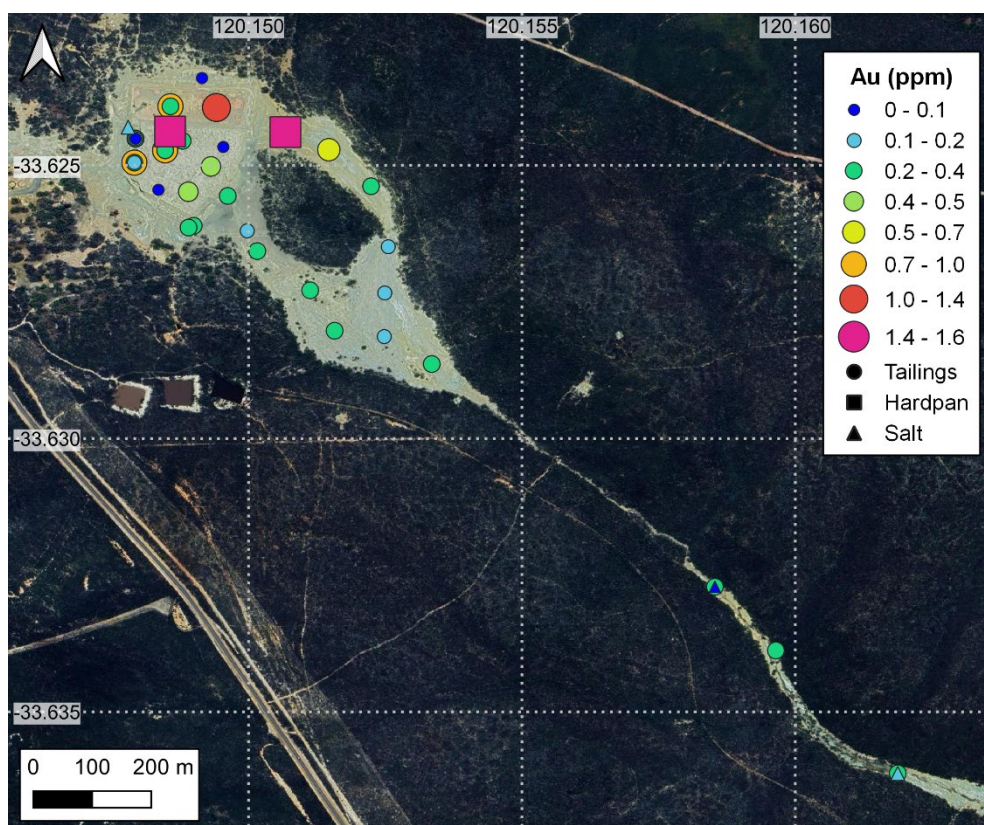 120.150
120.155
120.160
-33.625
-33.630
-33.635
Au (ppm)
0 - 0.1
0.1 - 0.2
0.2 - 0.4
0.4 - 0.5
0.5 - 0.7
0.7 - 1.0
1.0 - 1.4
1.4 - 1.6
Tailings
Hardpan
Salt
0 100 200 m